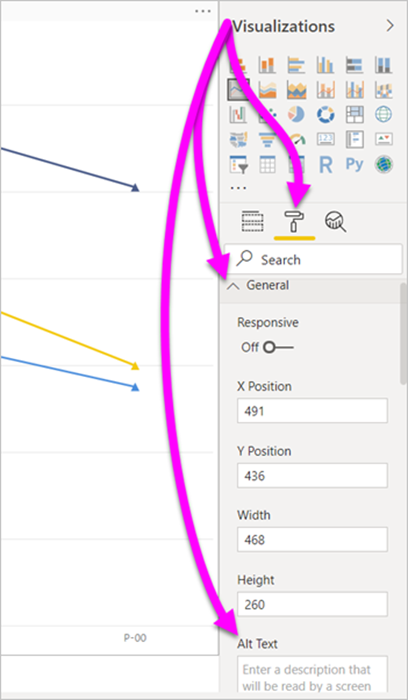 Visualizations
R
Py
Search
General
Responsive
Off
X Position
491
Y Position
436
Width
468
Height
260
P-00
Alt Text
Enter a description that
will be read by a screen